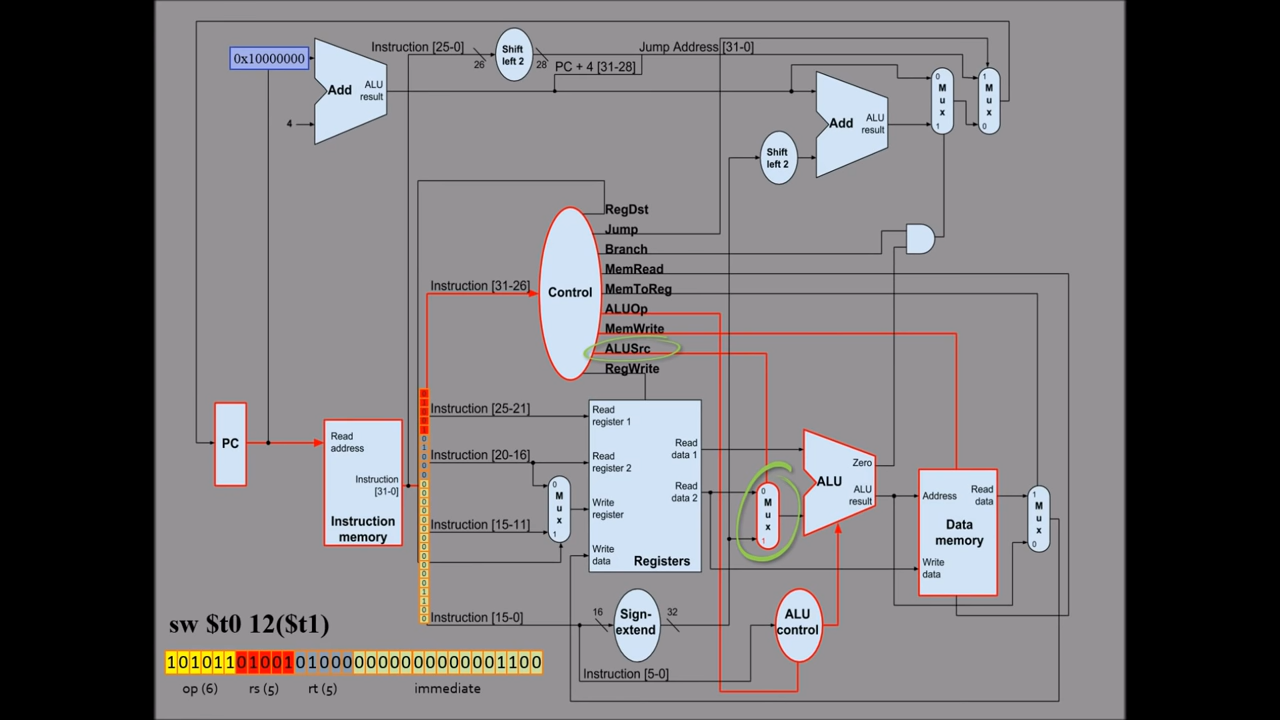 Instruction [25-0]
26
Shift
left 2
28
Jump Address [31-0]
PC + 4 [31-28]
0x10000000
Add
ALU
result
4
0
M
u
x
1
1
M
u
x
0
Add
ALU
result
Shift
left 2
RegDst
Jump
Branch
MemRead
MemToReg
ALUOp
MemWrite
ALUSrc
RegWrite
Control
Instruction [31-26]
Instruction [25-21]
Instruction [20-16]
Instruction [15-11]
Instruction [15-0]
Instruction [5-0]
PC
Read
address
Instruction
[31-0]
Instruction
memory
0
M
u
x
1
Read
register 1
Read
register 2
Write
register
Write
data
Read
data 1
Read
data 2
Registers
0
M
u
x
1
ALU
Zero
ALU
result
Address
Read
data
Data
memory
Write
data
1
M
u
x
0
16
Sign-
extend
32
ALU
control
sw $t0 12($t1)
101011 01001 01000 0000000000001100
op (6) rs (5) rt (5) immediate